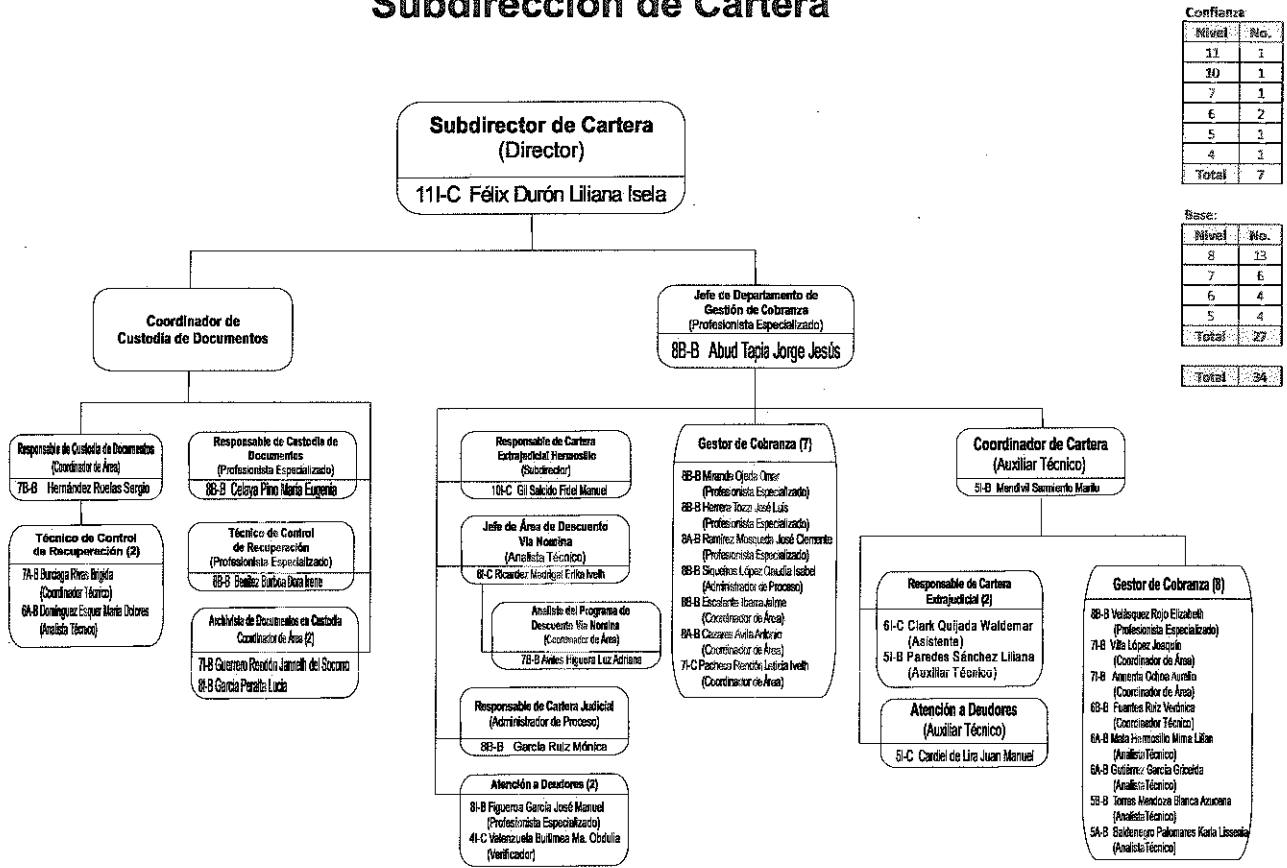 Subdirección de Cartera
Confianza
Nivel No.
11 1
10 1
7 1
6 2
5 1
4 1
Total 7
Base:
Nivel No.
8 13
7 6
6 4
5 4
Total 27
Total 34
Subdirector de Cartera
(Director)
11I-C Félix Durón Liliana Isela
Coordinador de
Custodia de Documentos
Jefe de Departamento de
Gestión de Cobranza
(Profesionista Especializado)
8B-B Abud Tapia Jorge Jesús
Responsable de Custodia de Documentos
(Coordinador de Área)
7B-B Hernández Ruelas Sergio
Técnico de Control
de Recuperación (2)
7A-B Burciaga Rivas Brigida
(Coordinador Técnico)
6A-B Domínguez Esquer María Dolores
(Analista Técnico)
Responsable de Custodia de
Documentos
(Profesionista Especializado)
8B-B Celaya Pino María Eugenia
Técnico de Control
de Recuperación
(Profesionista Especializado)
8B-B Benítez Burboa Dora Irene
Archivista de Documentos en Custodia
Coordinador de Área (2)
7I-B Guerrero Rendón Janneth del Socorro
8I-B García Peralta Lucia
Responsable de Cartera
Extrajudicial Hermosillo
(Subdirector)
10I-C Gil Salcido Fidel Manuel
Jefe de Área de Descuento
Vía Nomina
(Analista Técnico)
6I-C Ricardez Madrigal Erika Iveth
Analista del Programa de
Descuento Vía Nomina
(Coordinador de Área)
7B-B Aviles Higuera Luz Adriana
Responsable de Cartera Judicial
(Administrador de Proceso)
8B-B García Ruiz Mónica
Atención a Deudores (2)
8I-B Figueroa García José Manuel
(Profesionista Especializado)
4I-C Valenzuela Buitimea Ma. Obdulia
(Verificador)
Gestor de Cobranza (7)
8B-B Miranda Ojeda Omar
(Profesionista Especializado)
8B-B Herrera Tozzi José Luis
(Profesionista Especializado)
8A-B Ramírez Mosqueda José Clemente
(Profesionista Especializado)
8B-B Siqueiros López Claudia Isabel
(Administrador de Proceso)
8B-B Escalante Ibarra Jaime
(Coordinador de Área)
8A-B Cazares Avila Antonio
(Coordinador de Área)
7I-C Pacheco Rendón Leticia Iveth
(Coordinador de Área)
Coordinador de Cartera
(Auxiliar Técnico)
5I-B Mendivil Sarmiento Marilu
Responsable de Cartera
Extrajudicial (2)
6I-C Clark Quijada Waldemar
(Asistente)
5I-B Paredes Sánchez Liliana
(Auxiliar Técnico)
Atención a Deudores
(Auxiliar Técnico)
5I-C Cardiel de Lira Juan Manuel
Gestor de Cobranza (8)
8B-B Velásquez Rojo Elizabeth
(Profesionista Especializado)
7I-B Villa López Joaquín
(Coordinador de Área)
7I-B Armenta Ochoa Aurelio
(Coordinador de Área)
6B-B Fuentes Ruiz Verónica
(Coordinador Técnico)
6A-B Mata Hermosillo Mirna Lilian
(Analista Técnico)
6A-B Gutiérrez García Gricelda
(Analista Técnico)
5B-B Torres Mendoza Blanca Azucena
(Analista Técnico)
5A-B Baldenegro Palomares Karla Lissenia
(Analista Técnico)